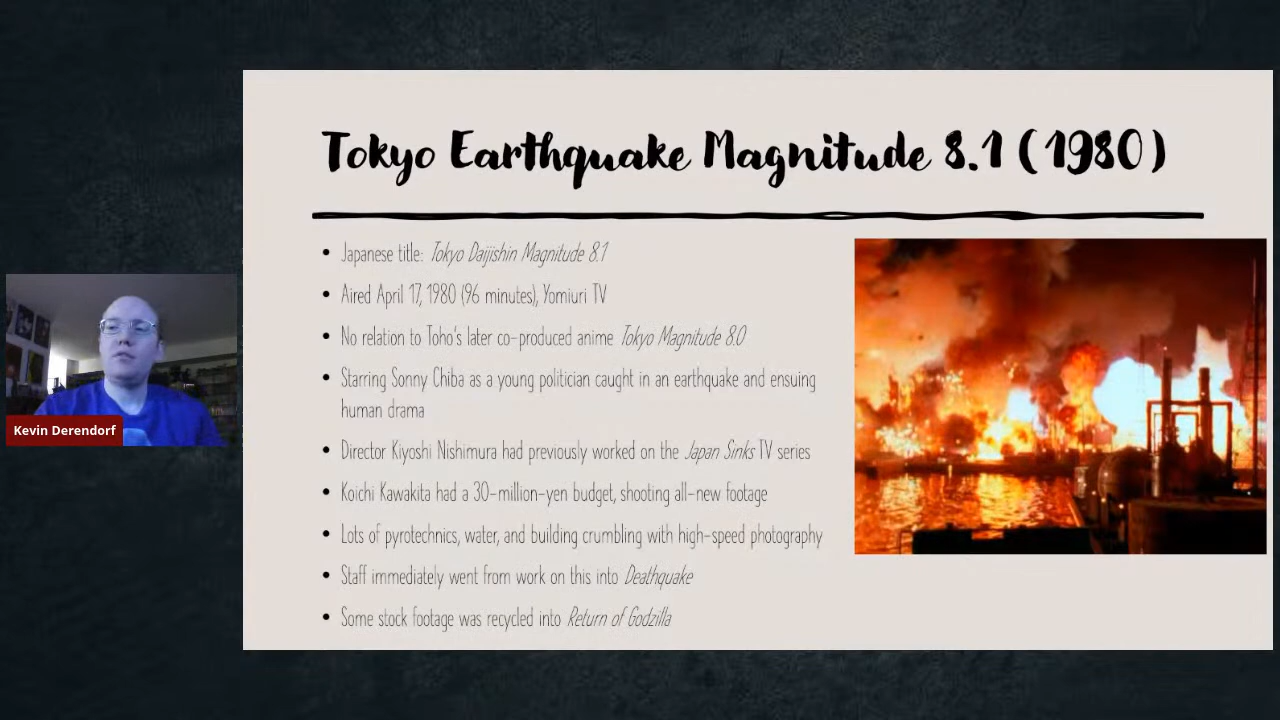 Tokyo Earthquake Magnitude 8.1 (1980)
• Japanese title: Tokyo Daijishin Magnitude 8.1
• Aired April 17, 1980 (96 minutes), Yomiuri TV
• No relation to Toho's later co-produced anime Tokyo Magnitude 8.0
• Starring Sonny Chiba as a young politician caught in an earthquake and ensuing
human drama
• Director Kiyoshi Nishimura had previously worked on the Japan Sinks TV series
• Koichi Kawakita had a 30-million-yen budget, shooting all-new footage
• Lots of pyrotechnics, water, and building crumbling with high-speed photography
• Staff immediately went from work on this into Deathquake
• Some stock footage was recycled into Return of Godzilla
Kevin Derendorf